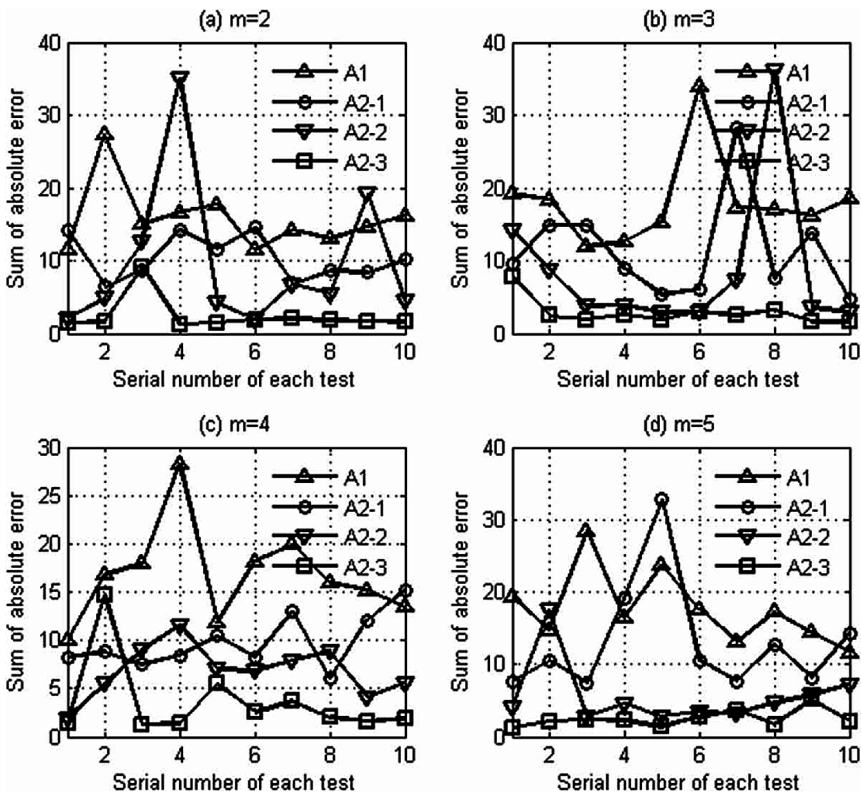 (a) m=2
Sum of absolute error
40
30
20
10
0
A1
A2-1
A2-2
A2-3
2 4 6 8 10
Serial number of each test
(b) m=3
Sum of absolute error
40
30
20
10
0
A1
A2-1
A2-2
A2-3
2 4 6 8 10
Serial number of each test
(c) m=4
Sum of absolute error
30
25
20
15
10
5
0
A1
A2-1
A2-2
A2-3
2 4 6 8 10
Serial number of each test
(d) m=5
Sum of absolute error
40
30
20
10
0
A1
A2-1
A2-2
A2-3
2 4 6 8 10
Serial number of each test